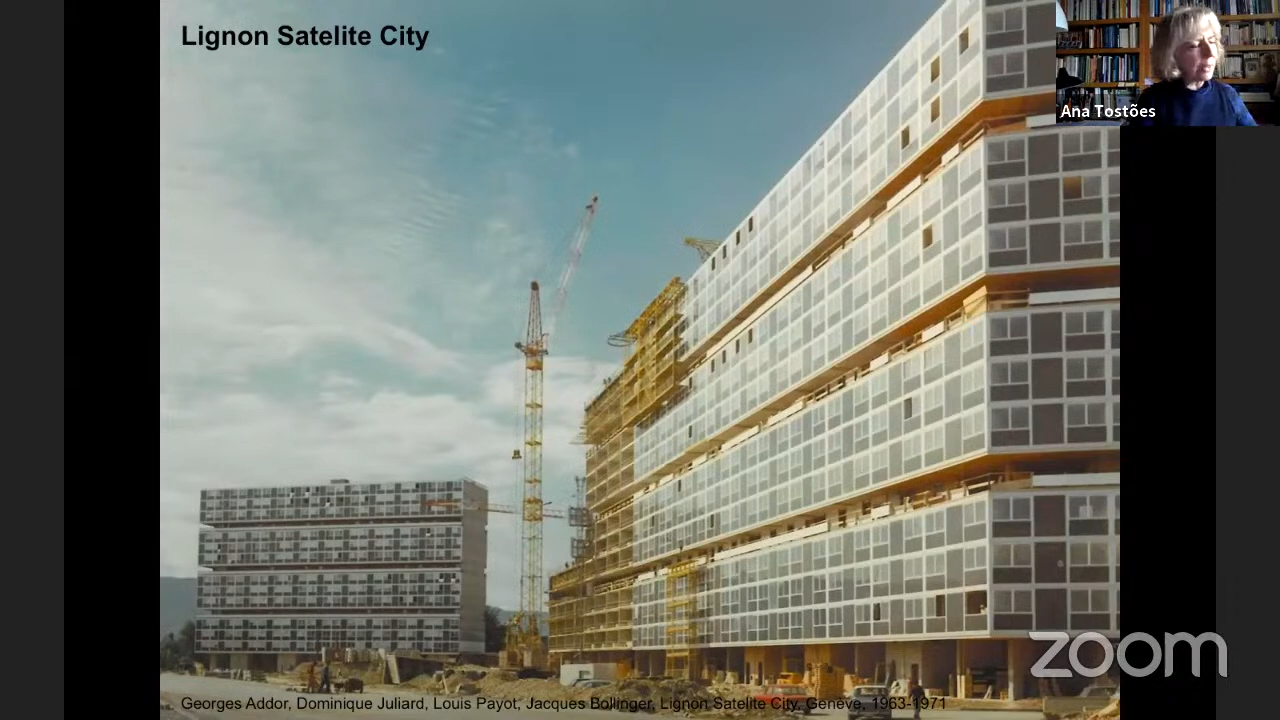 Lignon Satelite City
Ana Tostões
zoom
Georges Addor, Dominique Juliard, Louis Payot, Jacques Bollinger, Lignon Satelite City, Genève, 1963-1971